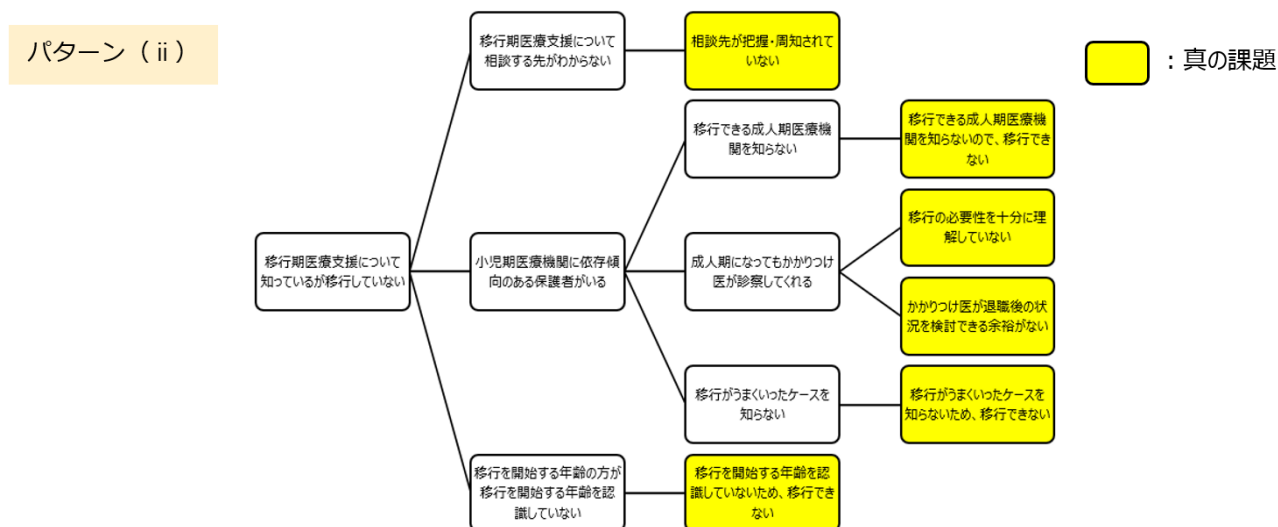 パターン（ⅱ）
：真の課題
移行期医療支援について
知っているが移行していない
移行期医療支援について
相談する先がわからない
相談先が把握・周知されて
いない
小児期医療機関に依存傾
向のある保護者がいる
移行できる成人期医療機
関を知らない
移行できる成人期医療機
関を知らないので、移行でき
ない
成人期になってもかかりつけ
医が診察してくれる
移行の必要性を十分に理
解していない
かかりつけ医が退職後の状
況を検討できる余裕がない
移行がうまくいったケースを
知らない
移行がうまくいったケースを
知らないため、移行できない
移行を開始する年齢の方が
移行を開始する年齢を認
識していない
移行を開始する年齢を認
識していないため、移行でき
ない